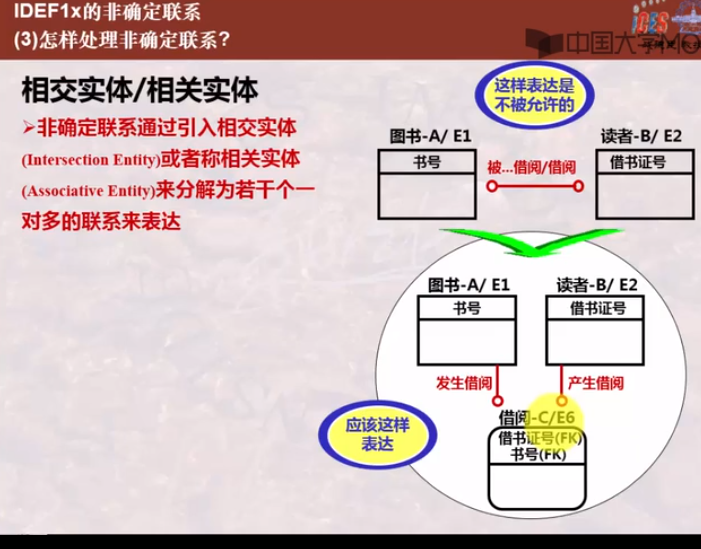 IDEF1x的非确定联系
(3)怎样处理非确定联系?
中国大学MO
相交实体/相关实体
➢非确定联系通过引入相交实体
(Intersection Entity)或者称相关实体
(Associative Entity)来分解为若干个一
对多的联系来表达
这样表达是
不被允许的
图书-A/ E1
读者-B/ E2
书号
被...借阅/借阅
借书证号
图书-A/ E1
读者-B/ E2
书号
借书证号
发生借阅
产生借阅
借阅-C/E6
借书证号(FK)
书号(FK)
应该这样
表达